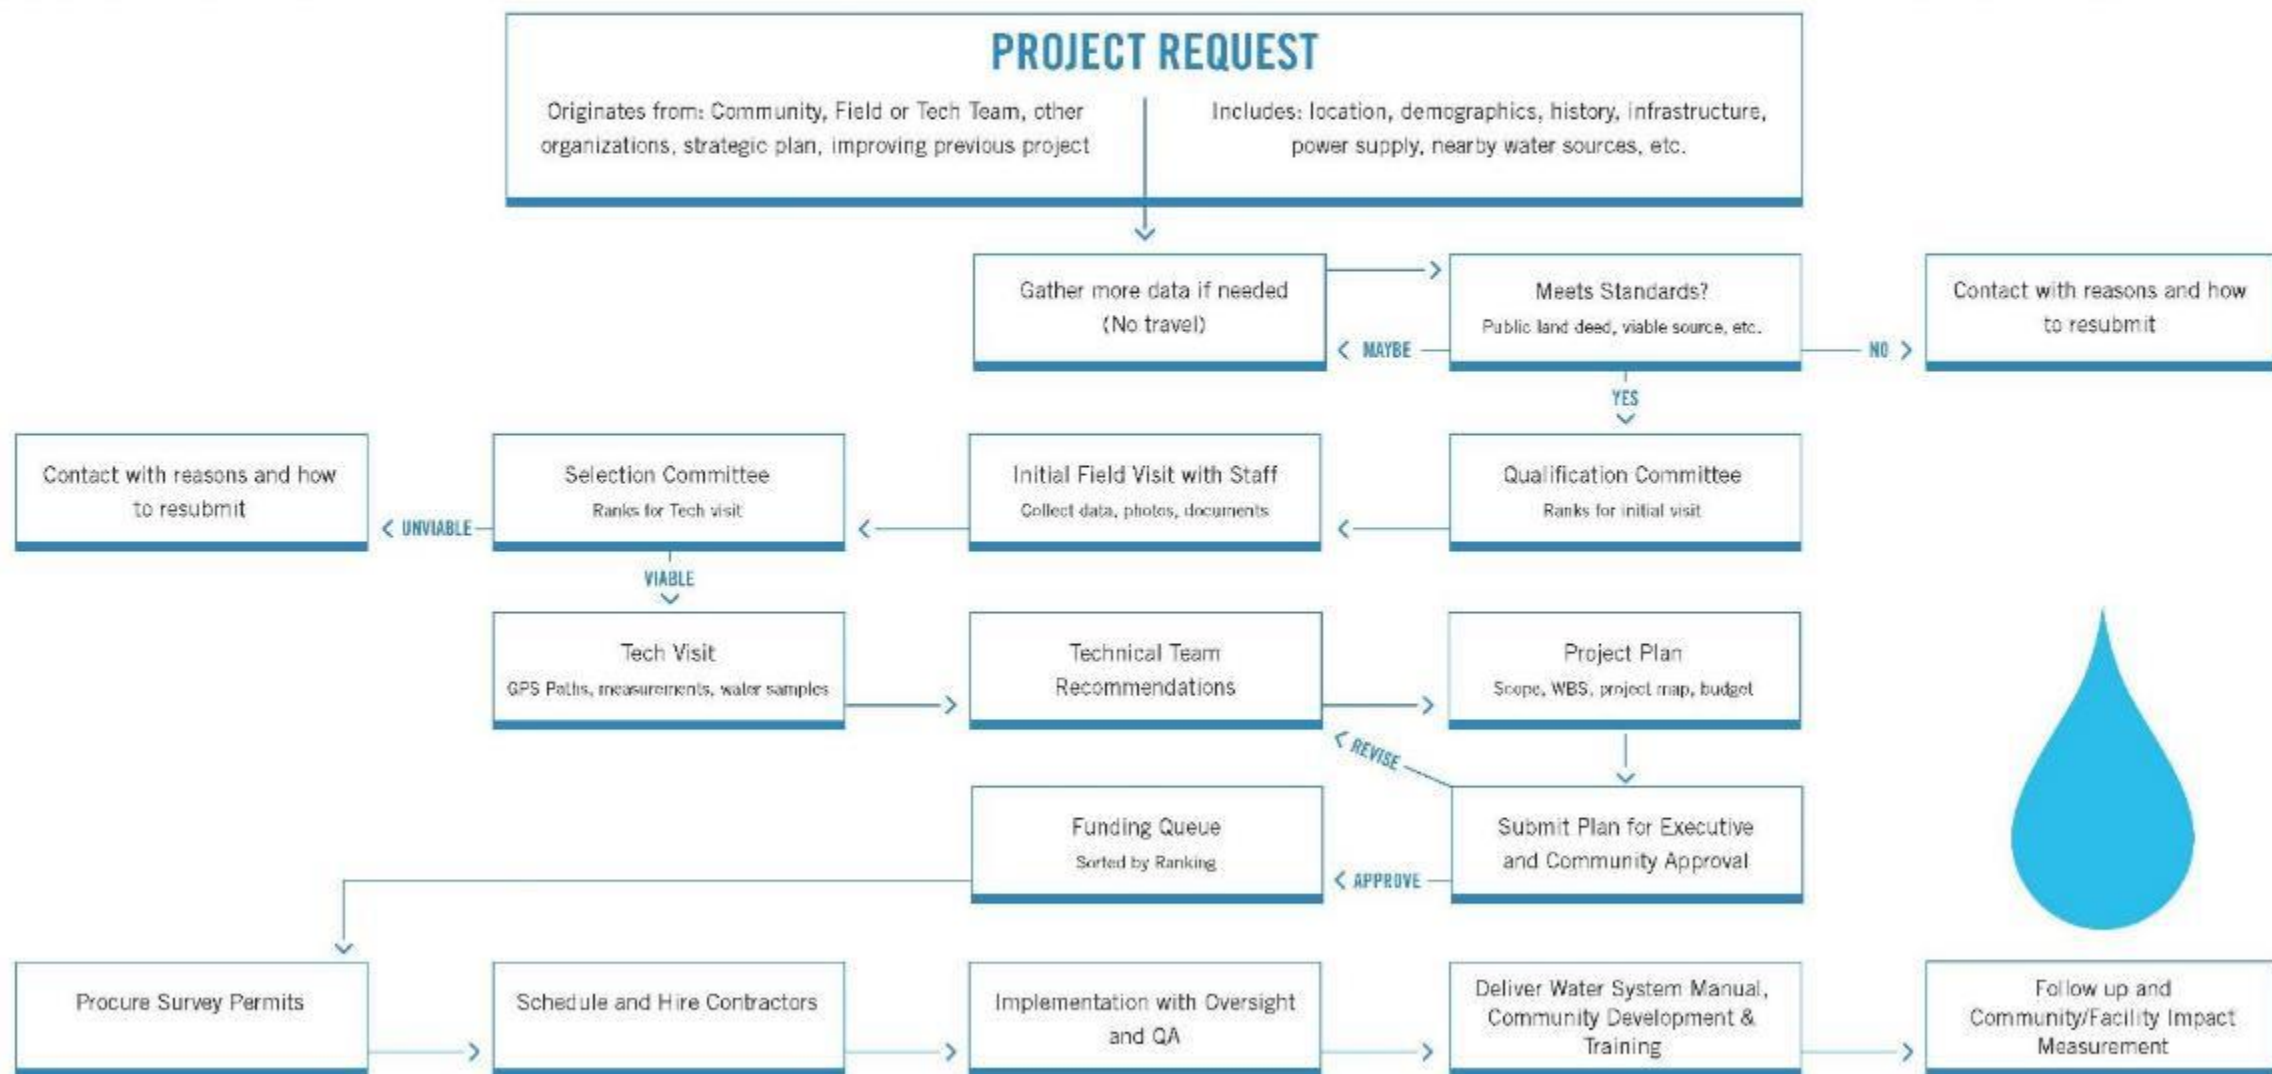 PROJECT REQUEST
Originates from: Community, Field or Tech Team, other
organizations, strategic plan, improving previous project
Includes: location, demographics, history, infrastructure,
power supply, nearby water sources, etc.
Gather more data if needed
(No travel)
Meets Standards?
Public land deed, viable source, etc.
Contact with reasons and how
to resubmit
MAYBE
NO
YES
Contact with reasons and how
to resubmit
Selection Committee
Ranks for Tech visit
Initial Field Visit with Staff
Collect data, photos, documents
Qualification Committee
Ranks for initial visit
UNVIABLE
VIABLE
Tech Visit
GPS Paths, measurements, water samples
Technical Team
Recommendations
Project Plan
Scope, WBS, project map, budget
REVISE
Funding Queue
Sorted by Ranking
Submit Plan for Executive
and Community Approval
APPROVE
Procure Survey Permits
Schedule and Hire Contractors
Implementation with Oversight
and QA
Deliver Water System Manual,
Community Development &
Training
Follow up and
Community/Facility Impact
Measurement